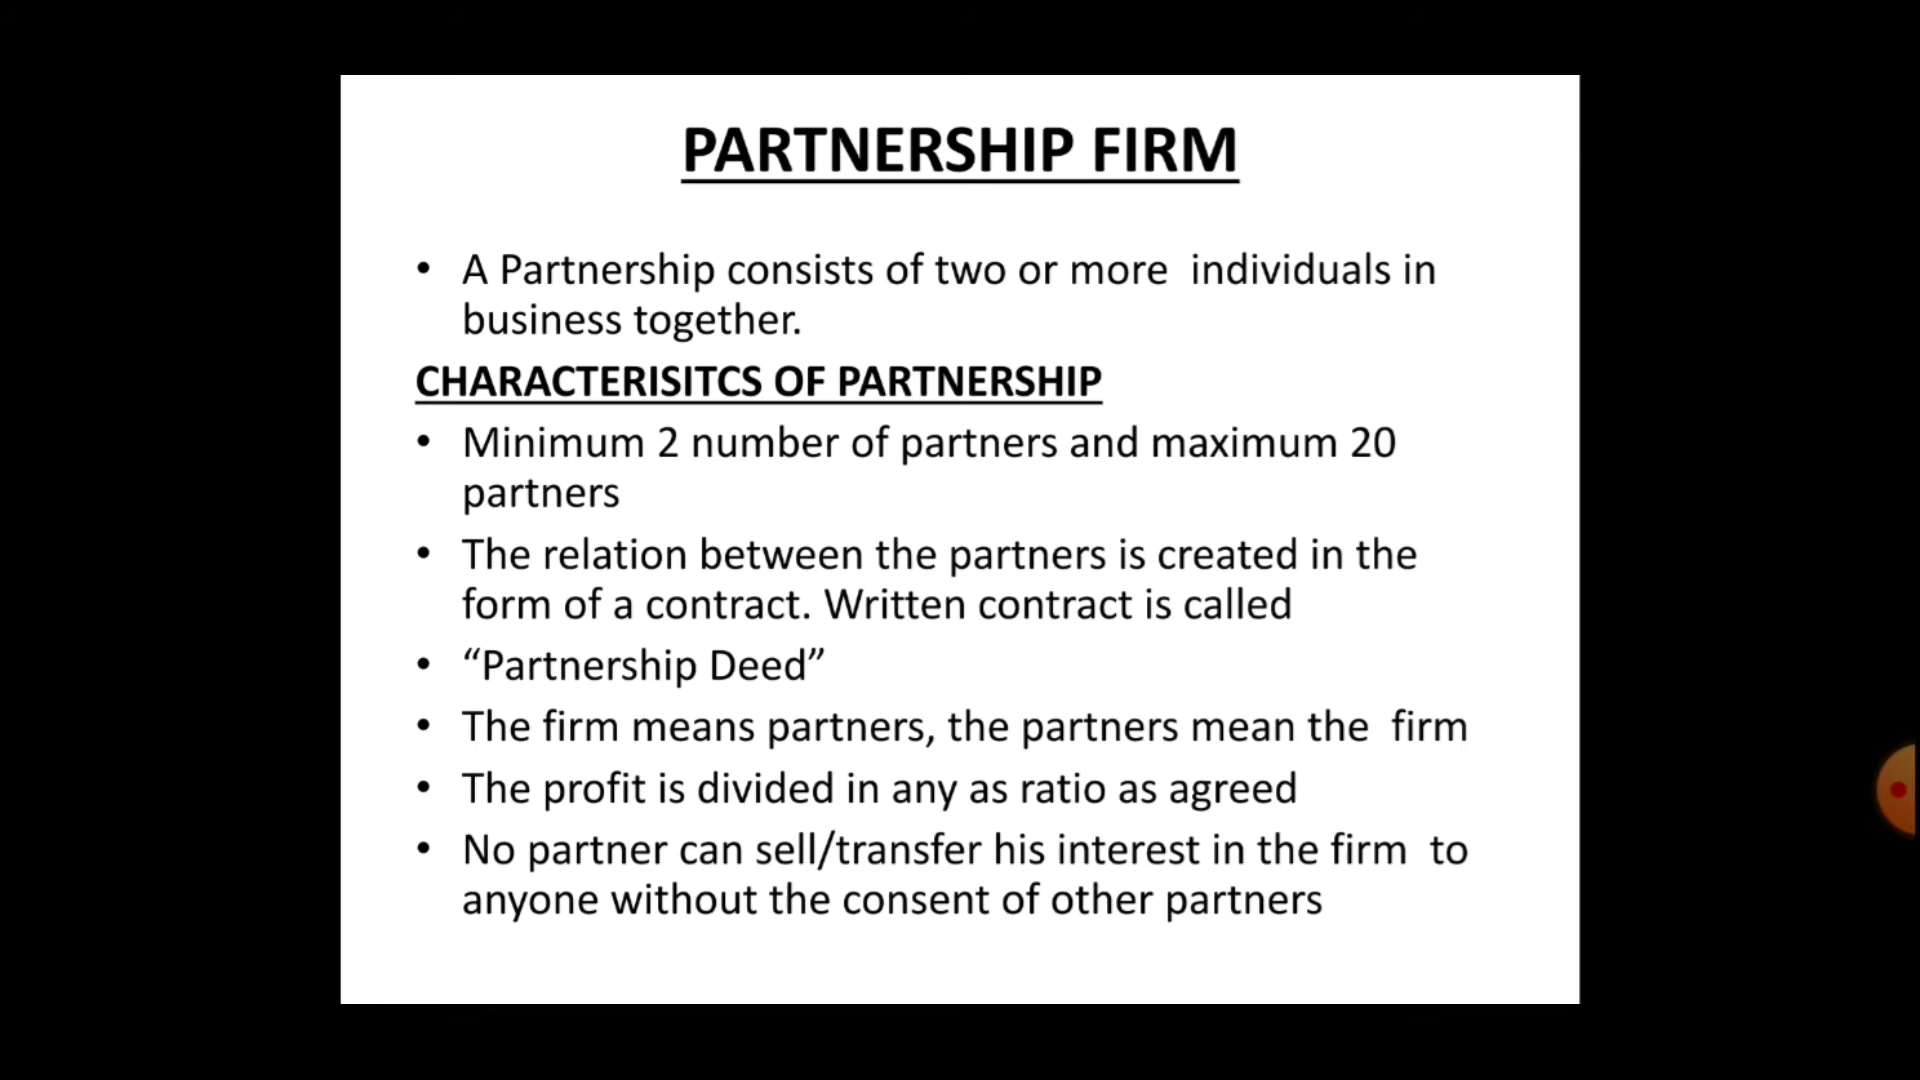 PARTNERSHIP FIRM
• A Partnership consists of two or more individuals in
business together.
CHARACTERISITCS OF PARTNERSHIP
• Minimum 2 number of partners and maximum 20
partners
• The relation between the partners is created in the
form of a contract. Written contract is called
• “Partnership Deed”
• The firm means partners, the partners mean the firm
• The profit is divided in any as ratio as agreed
• No partner can sell/transfer his interest in the firm to
anyone without the consent of other partners